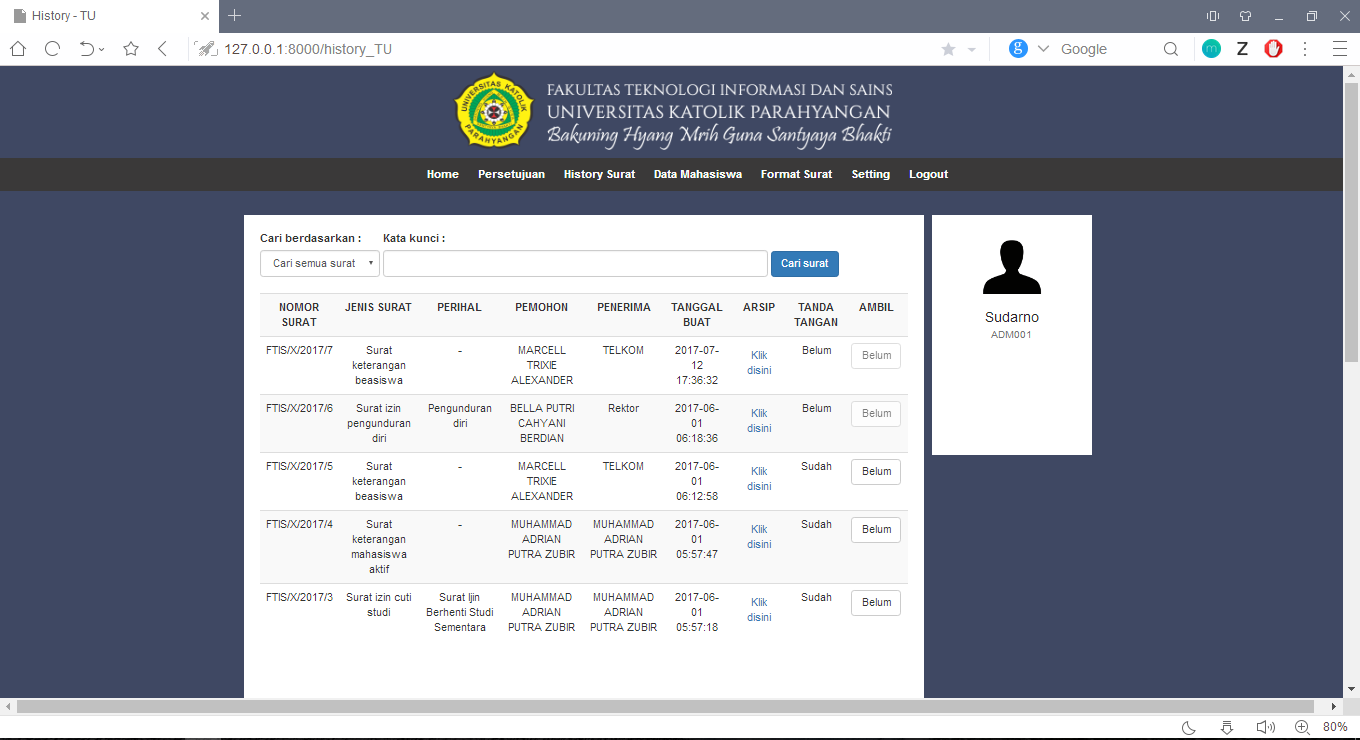 History - TU
127.0.0.1:8000/history_TU
g
Google
m
Z
UNIVERSITAS KATOLIK
PARAHYANGAN
FAKULTAS TEKNOLOGI INFORMASI DAN SAINS
UNIVERSITAS KATOLIK PARAHYANGAN
Bakuning Hyang Mrih Guna Santyaya Bhakti
Home Persetujuan History Surat Data Mahasiswa Format Surat Setting Logout
Cari berdasarkan : Kata kunci :
Cari semua surat Cari surat
NOMOR SURAT JENIS SURAT PERIHAL PEMOHON PENERIMA TANGGAL BUAT ARSIP TANDA TANGAN AMBIL
FTIS/X/2017/7 Surat keterangan beasiswa - MARCELL TRIXIE ALEXANDER TELKOM 2017-07-12 17:36:32 Klik disini Belum Belum
FTIS/X/2017/6 Surat izin pengunduran diri Pengunduran diri BELLA PUTRI CAHYANI BERDIAN Rektor 2017-06-01 06:18:36 Klik disini Belum Belum
FTIS/X/2017/5 Surat keterangan beasiswa - MARCELL TRIXIE ALEXANDER TELKOM 2017-06-01 06:12:58 Klik disini Sudah Belum
FTIS/X/2017/4 Surat keterangan mahasiswa aktif - MUHAMMAD ADRIAN PUTRA ZUBIR MUHAMMAD ADRIAN PUTRA ZUBIR 2017-06-01 05:57:47 Klik disini Sudah Belum
FTIS/X/2017/3 Surat izin cuti studi Surat Ijin Berhenti Studi Sementara MUHAMMAD ADRIAN PUTRA ZUBIR MUHAMMAD ADRIAN PUTRA ZUBIR 2017-06-01 05:57:18 Klik disini Sudah Belum
Sudarno
ADM001
80%